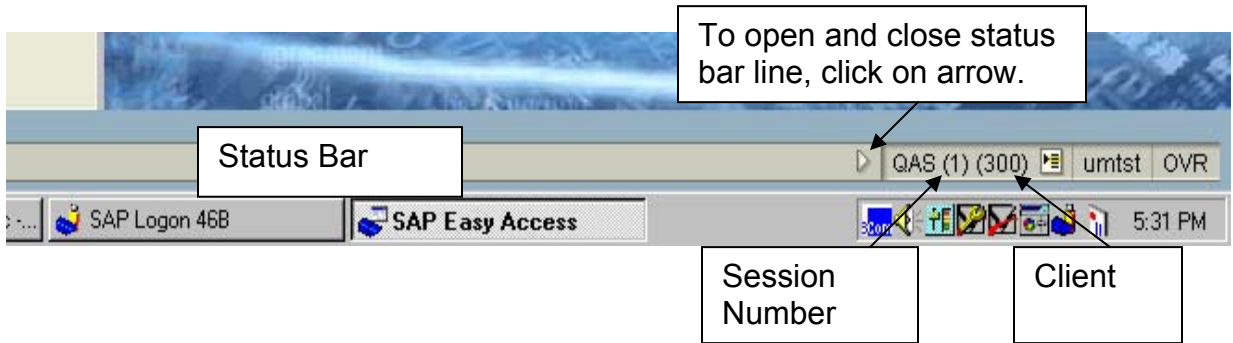 To open and close status
bar line, click on arrow.
global
Status Bar
QAS (1) (300) umtst OVR
SAP Logon 46B SAP Easy Access 5:31 PM
Session
Number
Client